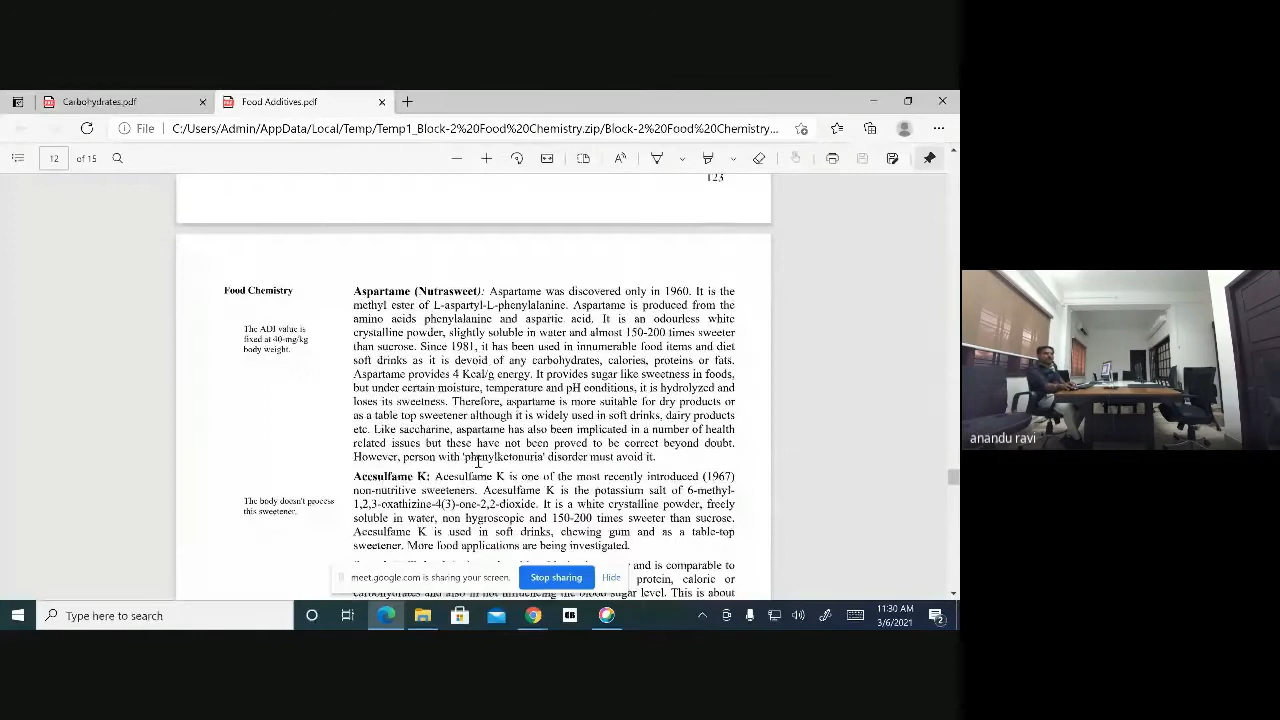 Carbohydrates.pdf
Food Additives.pdf
File
C:/Users/Admin/AppData/Local/Temp/Temp1_Block-2%20Food%20Chemistry.zip/Block-2%20Food%20Chemistry...
12 of 15
123
Food Chemistry
The ADI value is
fixed at 40-mg/kg
body weight.
Aspartame (Nutrasweet): Aspartame was discovered only in 1960. It is the
methyl ester of L-aspartyl-L-phenylalanine. Aspartame is produced from the
amino acids phenylalanine and aspartic acid. It is an odourless white
crystalline powder, slightly soluble in water and almost 150-200 times sweeter
than sucrose. Since 1981, it has been used in innumerable food items and diet
soft drinks as it is devoid of any carbohydrates, calories, proteins or fats.
Aspartame provides 4 Kcal/g energy. It provides sugar like sweetness in foods,
but under certain moisture, temperature and pH conditions, it is hydrolyzed and
loses its sweetness. Therefore, aspartame is more suitable for dry products or
as a table top sweetener although it is widely used in soft drinks, dairy products
etc. Like saccharine, aspartame has also been implicated in a number of health
related issues but these have not been proved to be correct beyond doubt.
However, person with 'phenylketonuria' disorder must avoid it.
The body doesn't process
this sweetener.
Acesulfame K: Acesulfame K is one of the most recently introduced (1967)
non-nutritive sweeteners. Acesulfame K is the potassium salt of 6-methyl-
1,2,3-oxathizine-4(3)-one-2,2-dioxide. It is a white crystalline powder, freely
soluble in water, non hygroscopic and 150-200 times sweeter than sucrose.
Acesulfame K is used in soft drinks, chewing gum and as a table-top
sweetener. More food applications are being investigated.
and is comparable to
protein, calorie or
carbohydrates and also in not influencing the blood sugar level. This is about
meet.google.com is sharing your screen.
Stop sharing
Hide
Type here to search
11:30 AM
3/6/2021
2
anandu ravi